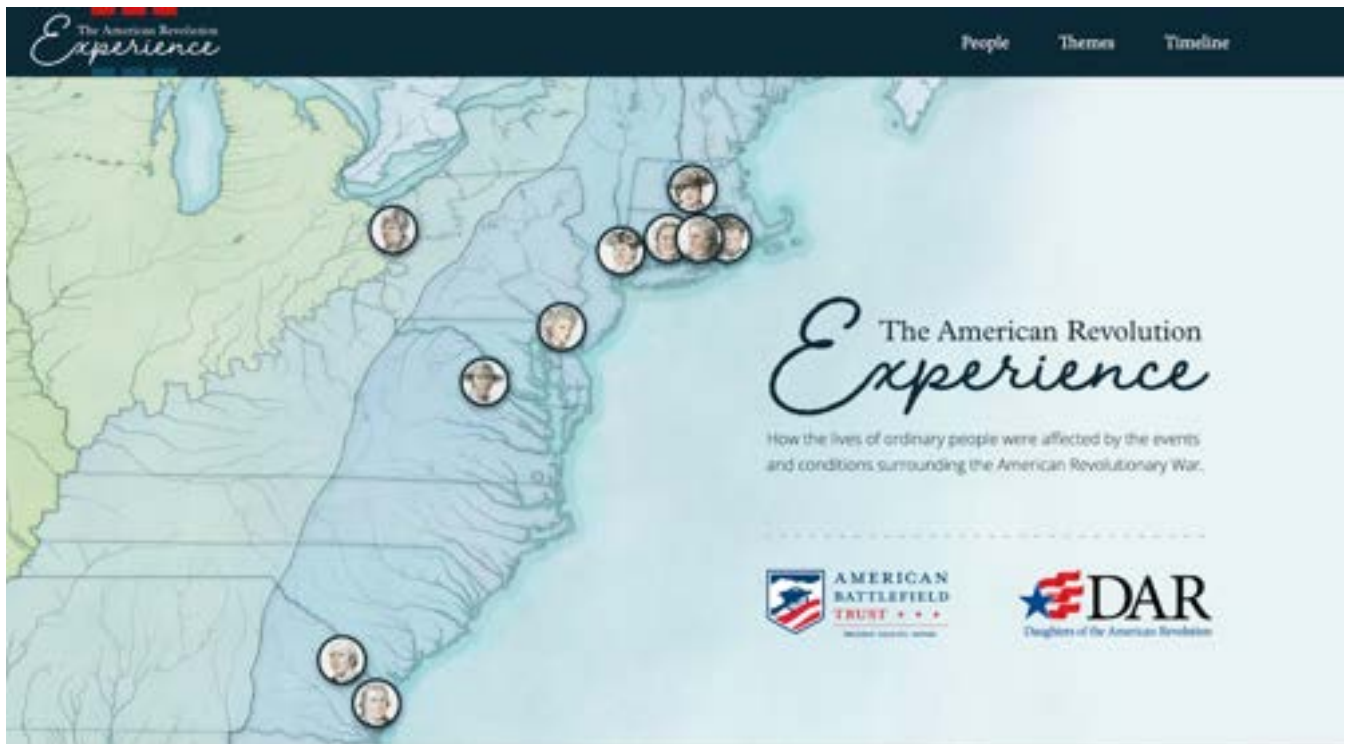 The American Revolution
Experience
People
Themes
Timeline
The American Revolution
Experience
How the lives of ordinary people were affected by the events
and conditions surrounding the American Revolutionary War.
AMERICAN
BATTLEFIELD
TRUST
DAR
Daughters of the American Revolution